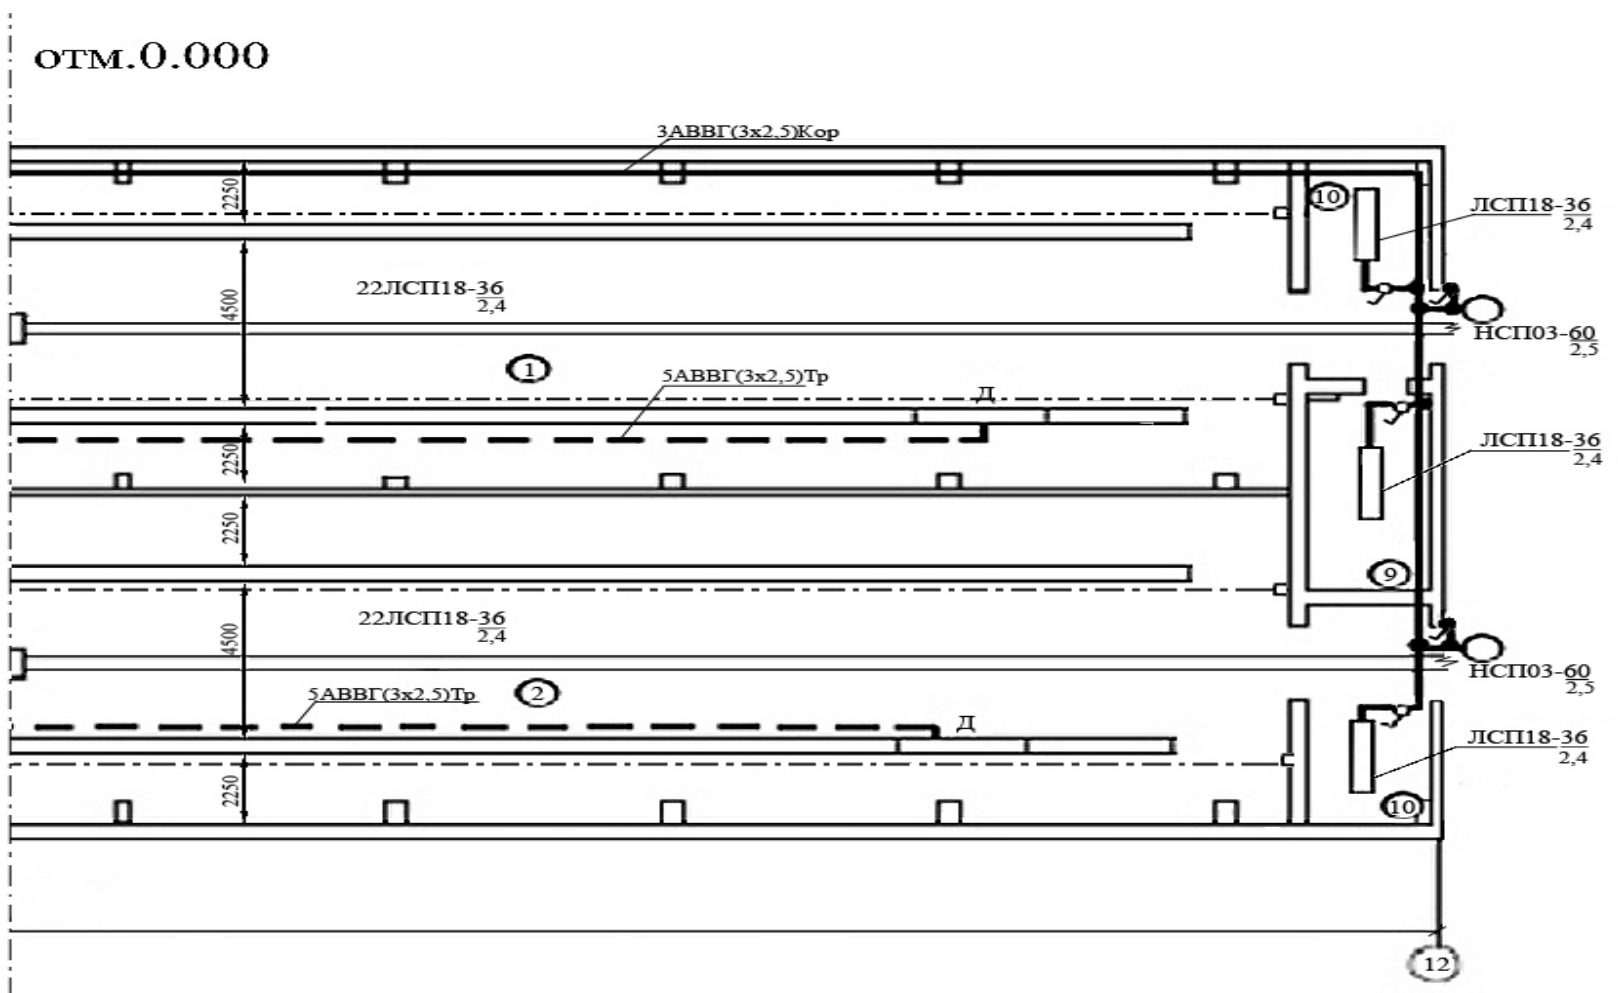 отм.0.000
3АВВГ(3х2,5)Кор
2250
10
ЛСП18-36
2,4
22ЛСП18-36
2,4
4500
НСП03-60
2,5
1
5АВВГ(3х2,5)Тр
Д
2250
ЛСП18-36
2,4
2250
9
22ЛСП18-36
2,4
4500
НСП03-60
2,5
5АВВГ(3х2,5)Тр
2
Д
ЛСП18-36
2,4
2250
10
12